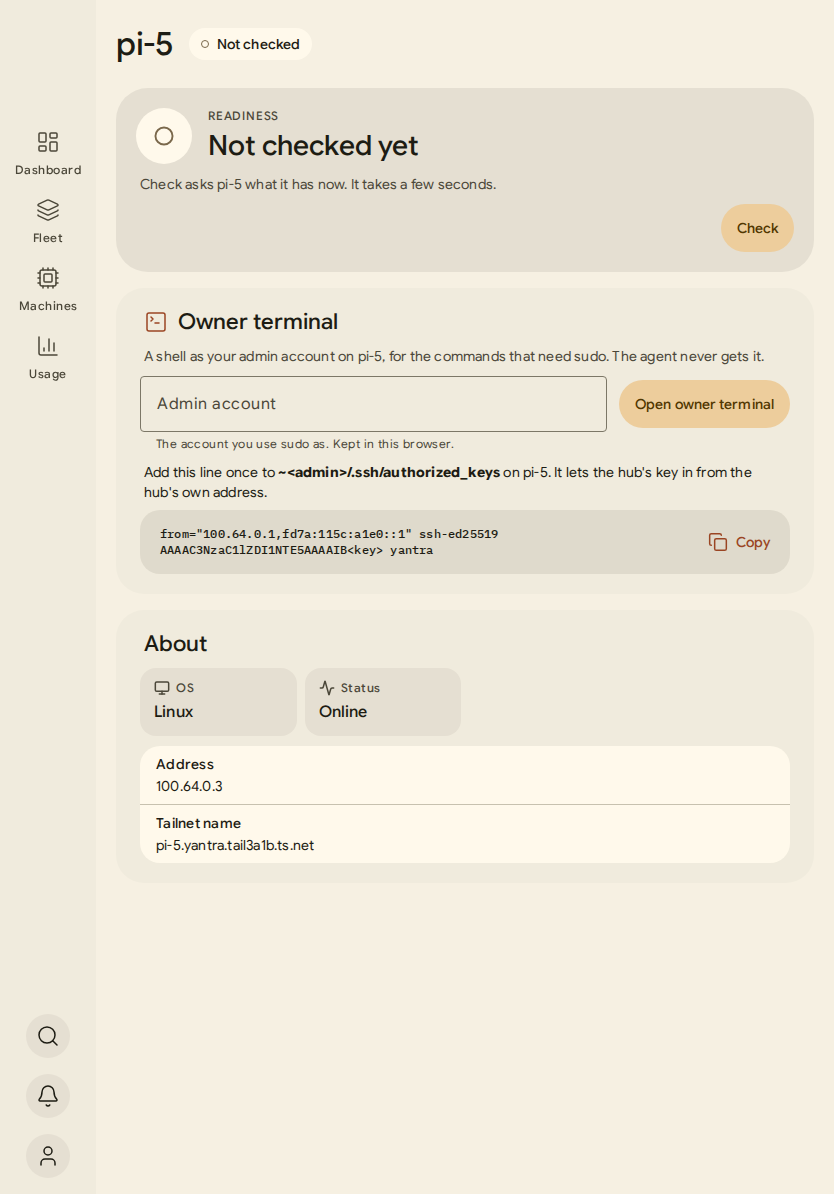 pi-5
Not checked
READINESS
Not checked yet
Check asks pi-5 what it has now. It takes a few seconds.
Check
Dashboard
Fleet
Machines
Usage
Owner terminal
A shell as your admin account on pi-5, for the commands that need sudo. The agent never gets it.
Admin account
Open owner terminal
The account you use sudo as. Kept in this browser.
Add this line once to ~<admin>/.ssh/authorized_keys on pi-5. It lets the hub's key in from the
hub's own address.
from="100.64.0.1,fd7a:115c:a1e0::1" ssh-ed25519
AAAAC3NzaC1lZDI1NTE5AAAAIB<key> yantra
Copy
About
OS
Linux
Status
Online
Address
100.64.0.3
Tailnet name
pi-5.yantra.tail3a1b.ts.net